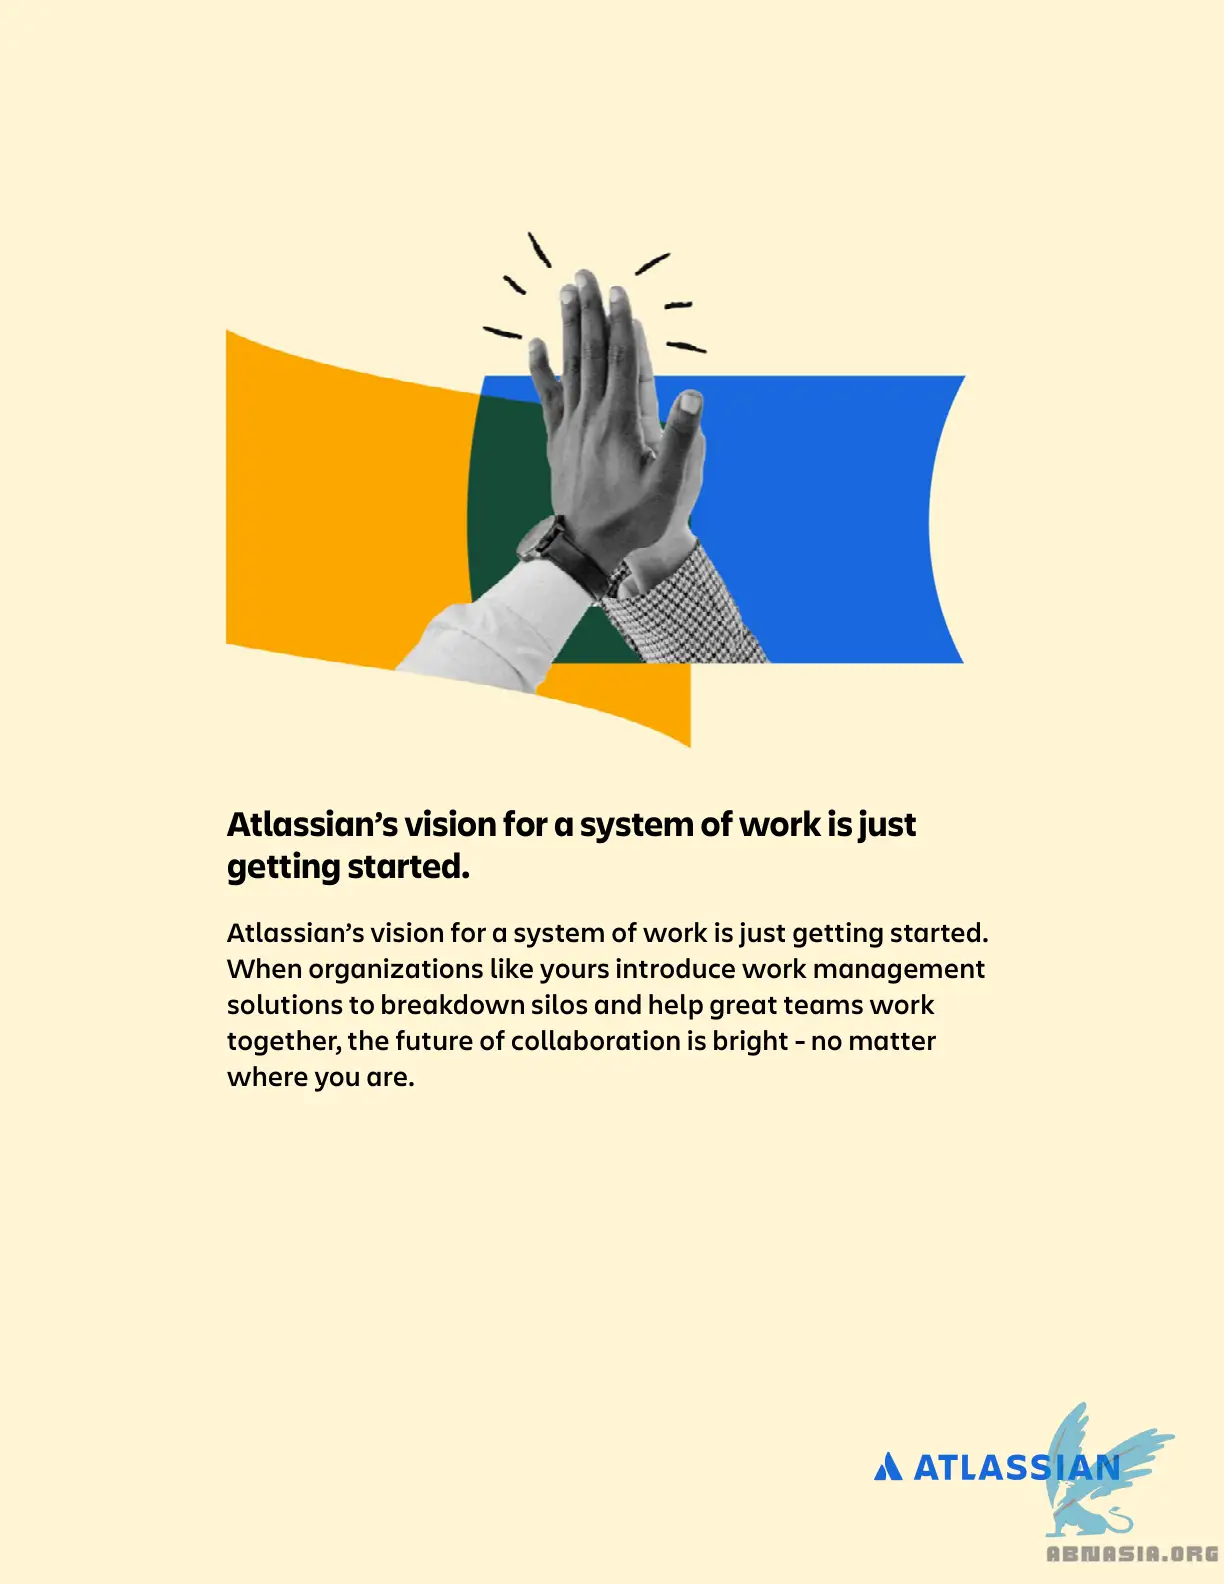 Atlassian’s vision for a system of work is just
getting started.
Atlassian’s vision for a system of work is just getting started.
When organizations like yours introduce work management
solutions to breakdown silos and help great teams work
together, the future of collaboration is bright – no matter
where you are.
ATLASSIAN
ABNASIA.ORG